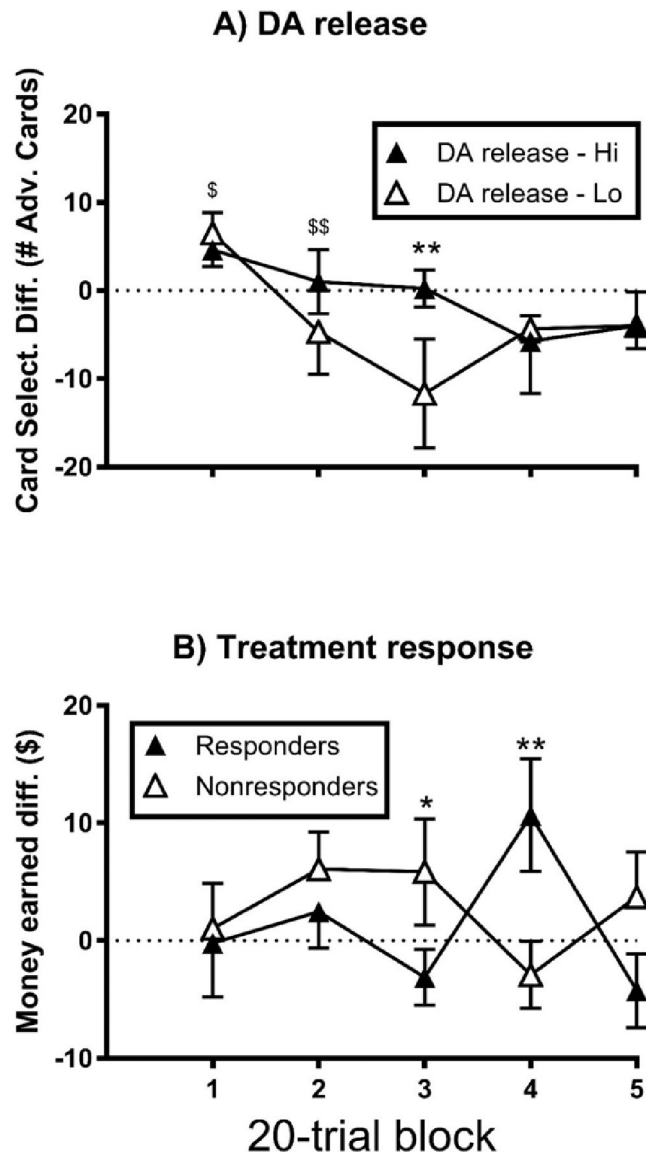 A) DA release
Card Select. Diff. (# Adv. Cards)
20
10
0
-10
-20
DA release - Hi
DA release - Lo
$
$$
**
B) Treatment response
Money earned diff. ($)
20
10
0
-10
Responders
Nonresponders
*
**
1 2 3 4 5
20-trial block